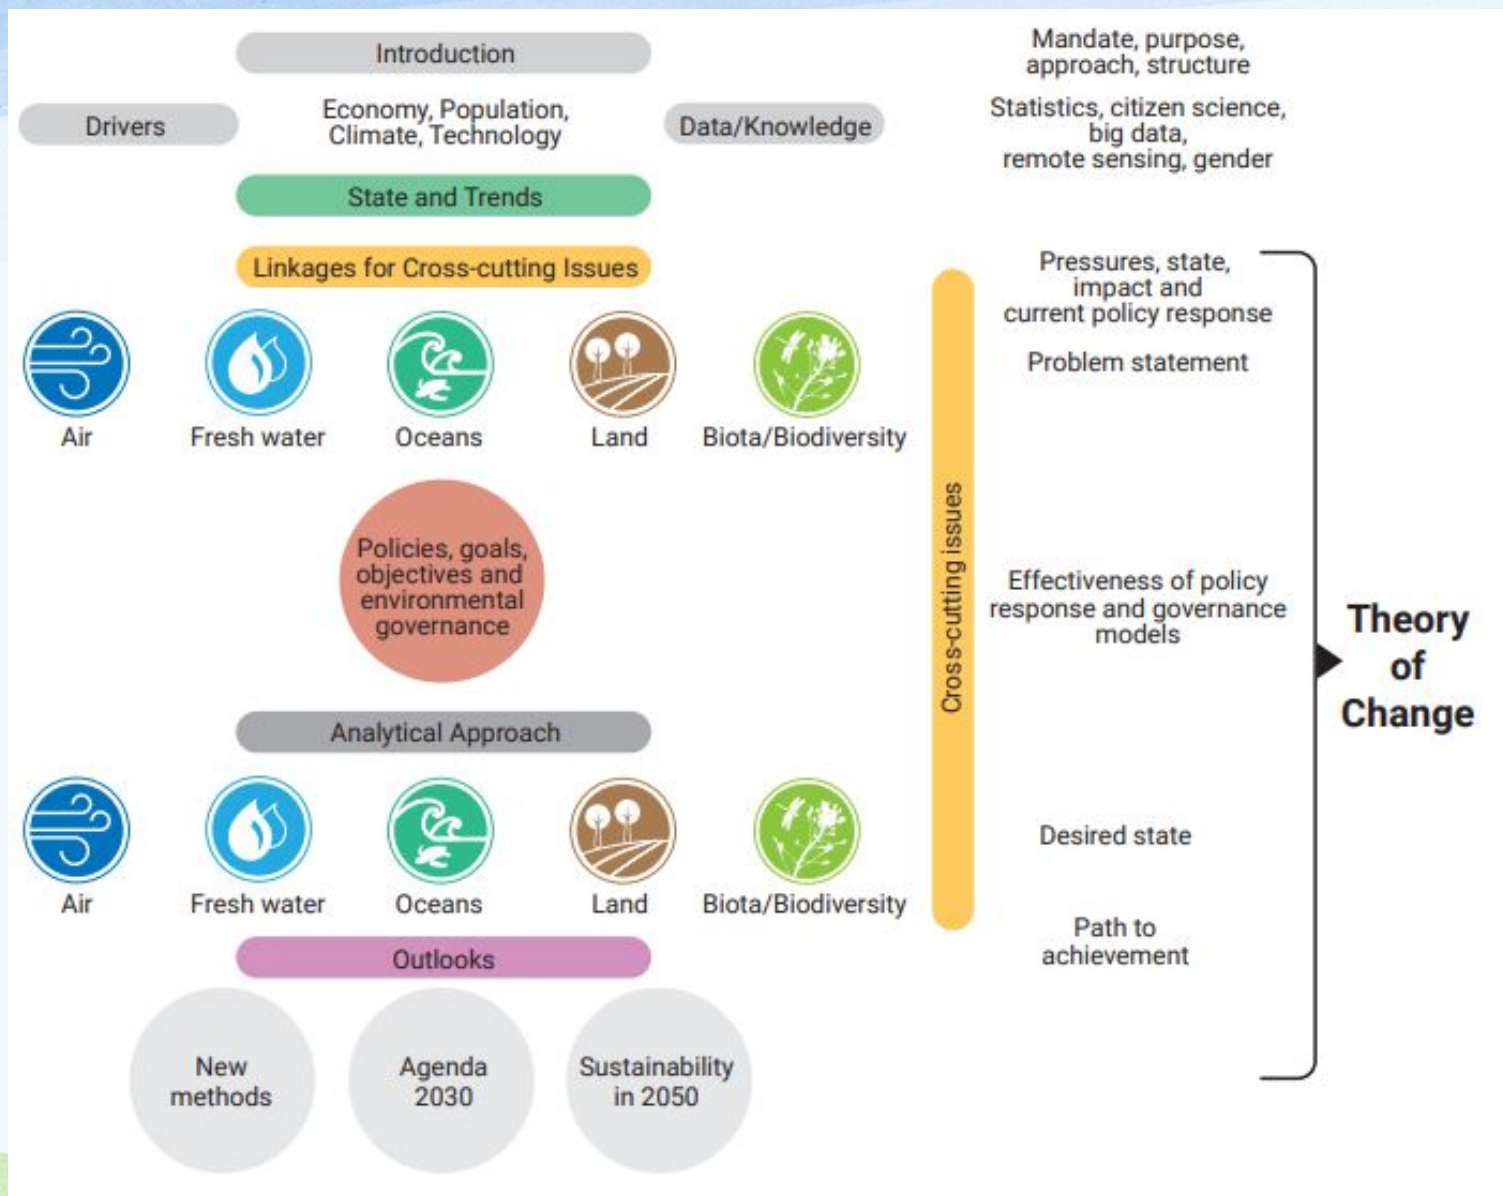 Introduction
Mandate, purpose,
approach, structure
Drivers
Economy, Population,
Climate, Technology
Data/Knowledge
Statistics, citizen science,
big data,
remote sensing, gender
State and Trends
Linkages for Cross-cutting Issues
Pressures, state,
impact and
current policy response
Problem statement
Air
Fresh water
Oceans
Land
Biota/Biodiversity
Cross-cutting issues
Policies, goals,
objectives and
environmental
governance
Effectiveness of policy
response and governance
models
Theory
of
Change
Analytical Approach
Desired state
Air
Fresh water
Oceans
Land
Biota/Biodiversity
Path to
achievement
Outlooks
New
methods
Agenda
2030
Sustainability
in 2050